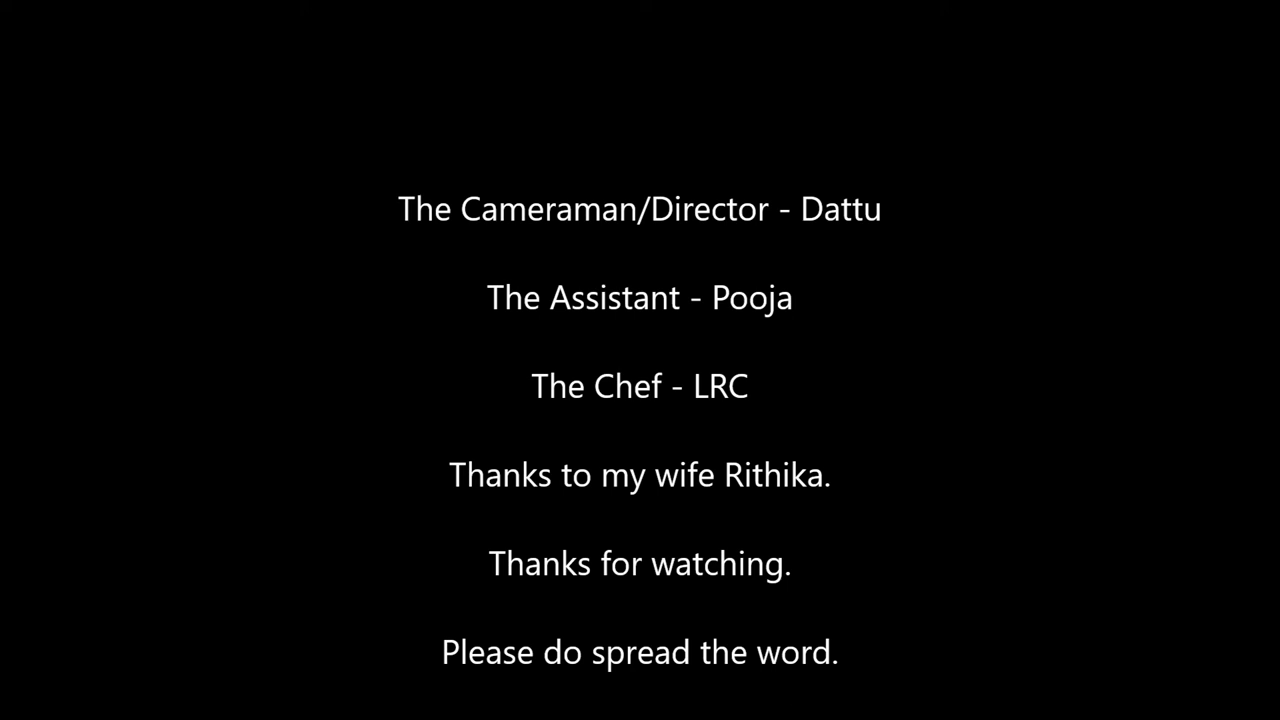 The Cameraman/Director - Dattu
The Assistant - Pooja
The Chef - LRC
Thanks to my wife Rithika.
Thanks for watching.
Please do spread the word.